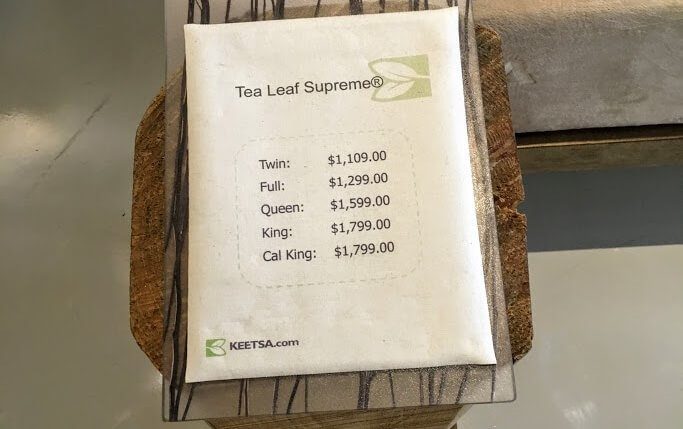 Tea Leaf Supreme®
Twin: $1,109.00
Full: $1,299.00
Queen: $1,599.00
King: $1,799.00
Cal King: $1,799.00
KEETSA.com